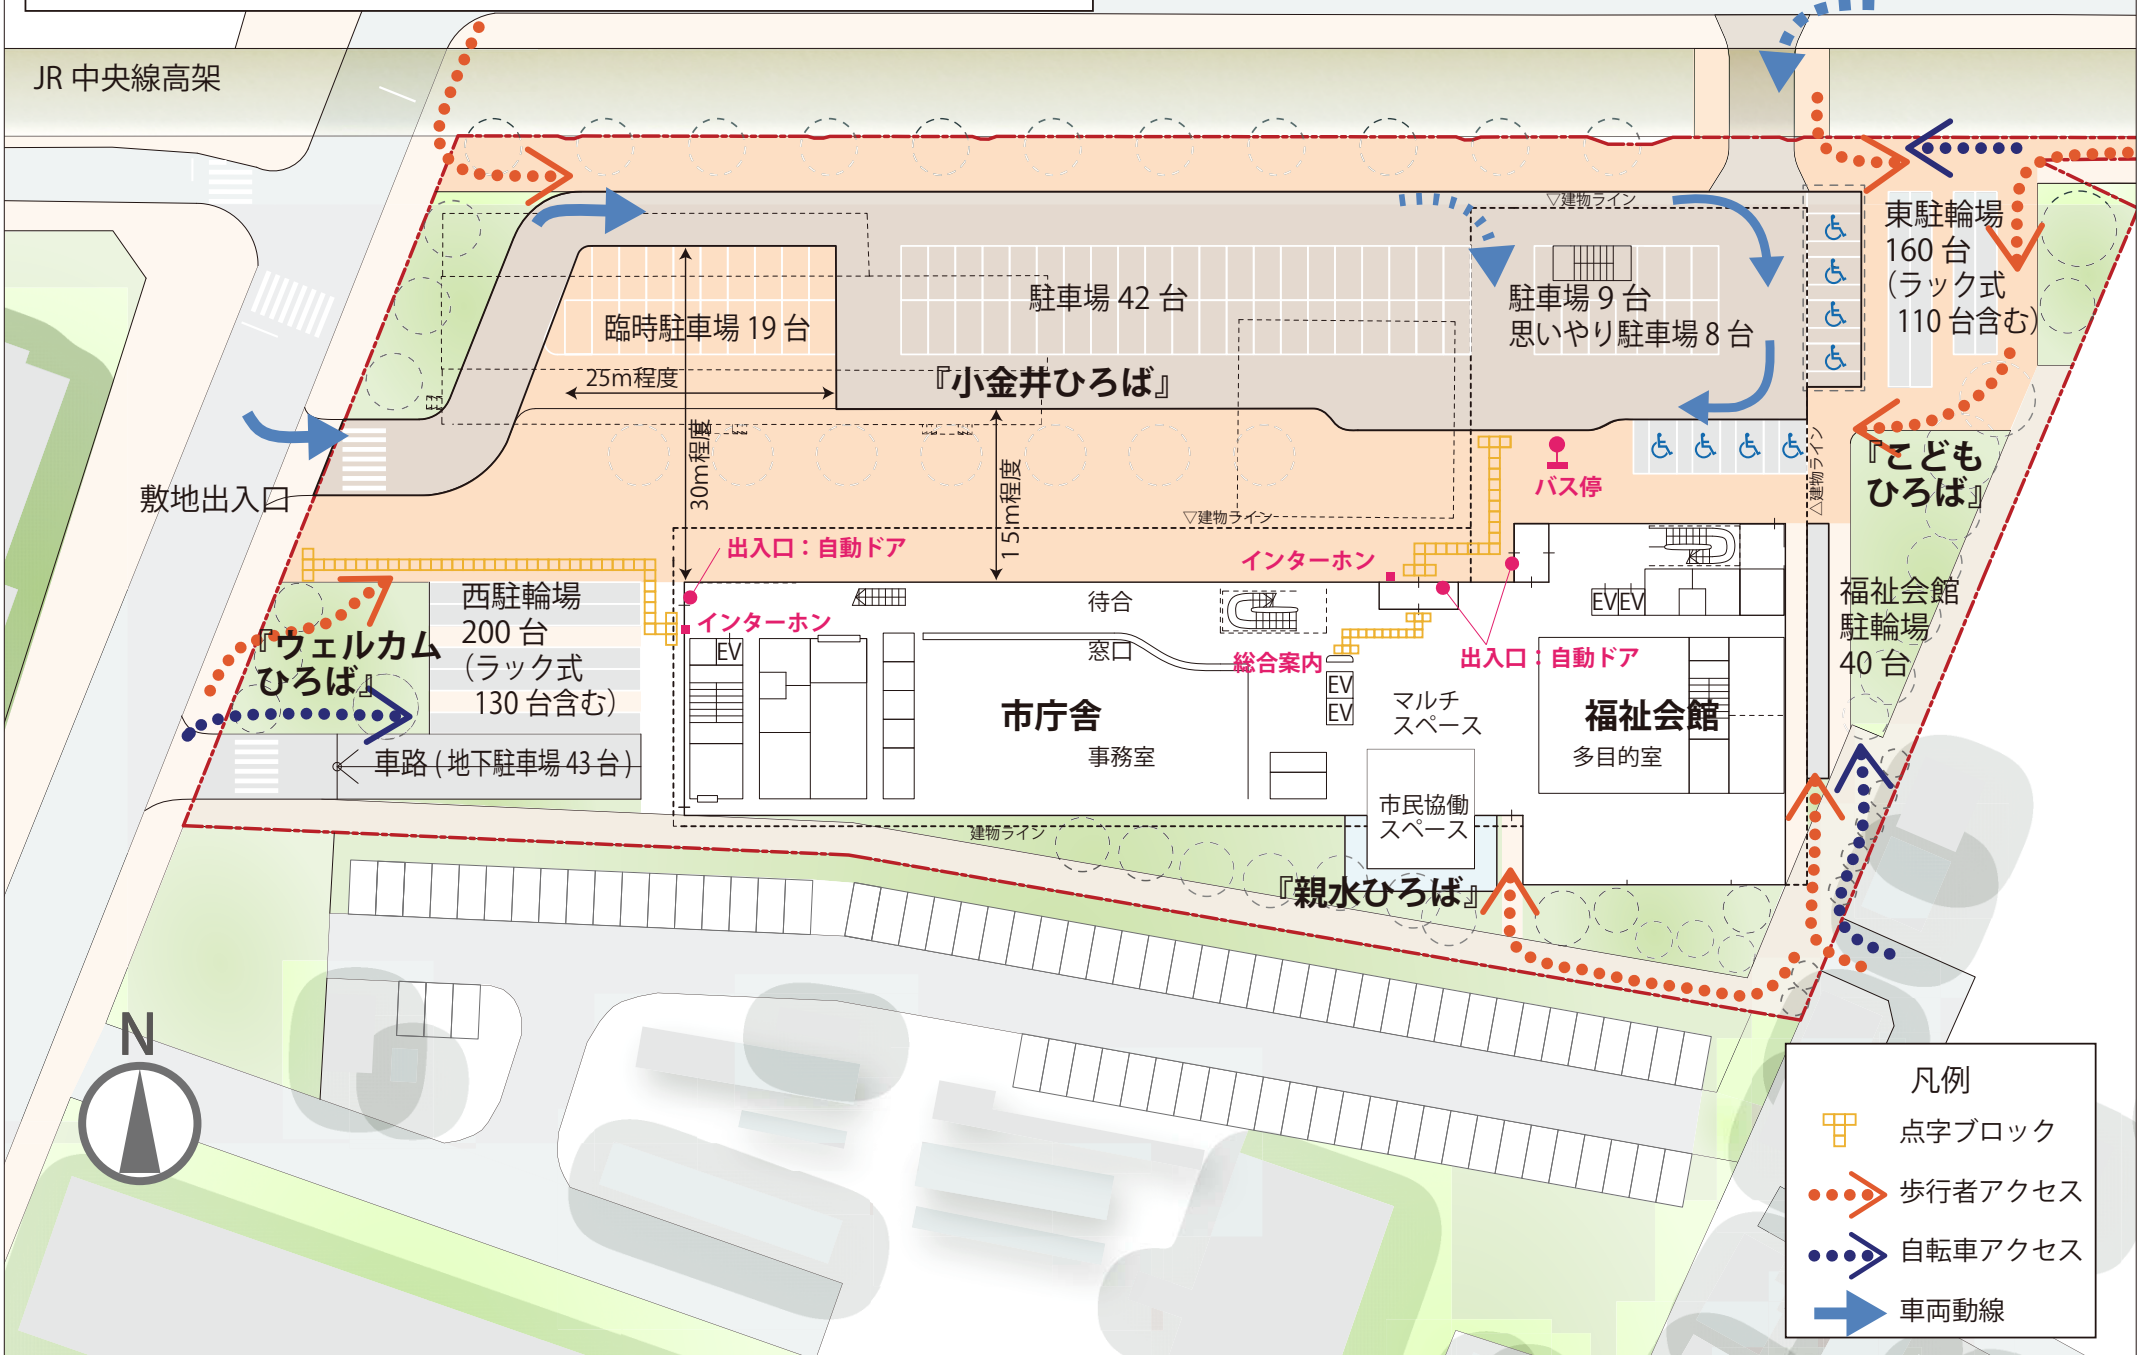 JR 中央線高架
▽建物ライン
東駐輪場
160 台
（ラック式
110 台含む）
臨時駐車場 19 台
駐車場 42 台
駐車場 9 台
思いやり駐車場 8 台
25m程度
『小金井ひろば』
30m程度
15m程度
バス停
△建物ライン
『こども
ひろば』
敷地出入口
▽建物ライン
出入口：自動ドア
インターホン
西駐輪場
200 台
（ラック式
130 台含む）
『ウェルカム
ひろば』
インターホン
EV
待合
窓口
総合案内
EV
EV
出入口：自動ドア
EV EV
福祉会館
駐輪場
40 台
市庁舎
事務室
マルチ
スペース
福祉会館
多目的室
車路 ( 地下駐車場 43 台 )
市民協働
スペース
建物ライン
『親水ひろば』
N
凡例
点字ブロック
歩行者アクセス
自転車アクセス
車両動線